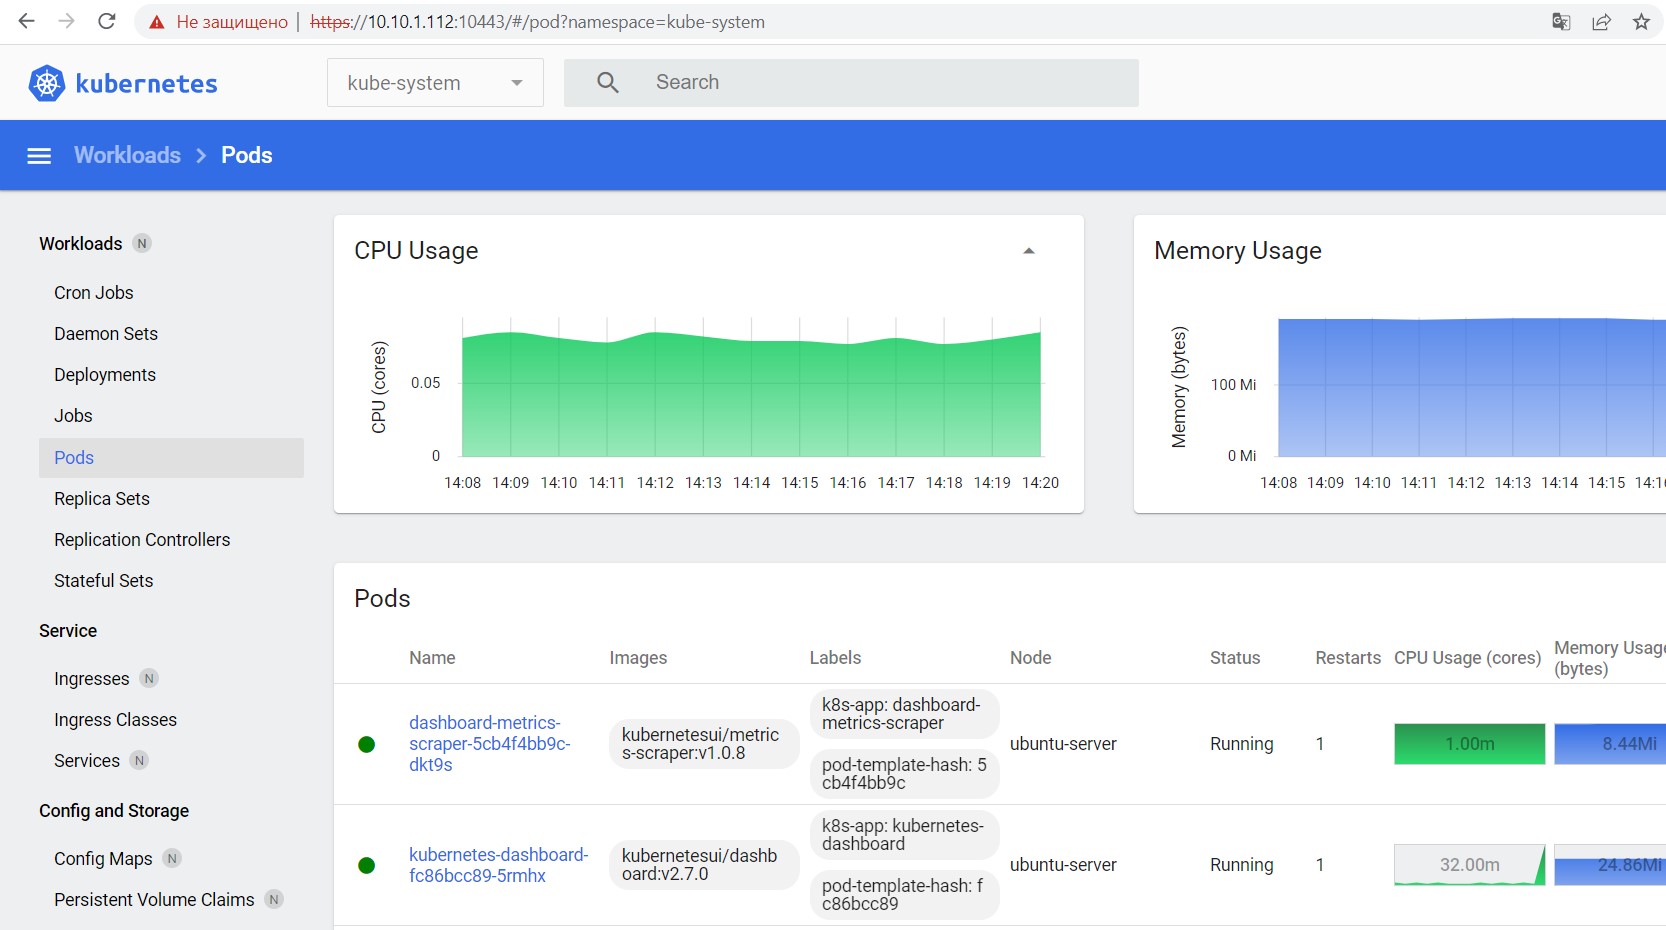 Не защищено | https://10.10.1.112:10443/#/pod?namespace=kube-system
kubernetes
kube-system
Search
Workloads > Pods
Workloads N
Cron Jobs
Daemon Sets
Deployments
Jobs
Pods
Replica Sets
Replication Controllers
Stateful Sets
Service
Ingresses N
Ingress Classes
Services N
Config and Storage
Config Maps N
Persistent Volume Claims N
CPU Usage
CPU (cores)
0.05
0
14:08 14:09 14:10 14:11 14:12 14:13 14:14 14:15 14:16 14:17 14:18 14:19 14:20
Memory Usage
Memory (bytes)
100 Mi
0 Mi
14:08 14:09 14:10 14:11 14:12 14:13 14:14 14:15 14:16
Pods
Name Images Labels Node Status Restarts CPU Usage (cores) Memory Usage
(bytes)
dashboard-metrics-
scraper-5cb4f4bb9c-
dkt9s
kubernetesui/metric
s-scraper:v1.0.8
k8s-app: dashboard-
metrics-scraper
pod-template-hash: 5
cb4f4bb9c
ubuntu-server
Running
1
1.00m
8.44Mi
kubernetes-dashboard-
fc86bcc89-5rmhx
kubernetesui/dashb
oard:v2.7.0
k8s-app: kubernetes-
dashboard
pod-template-hash: f
c86bcc89
ubuntu-server
Running
1
32.00m
24.86Mi